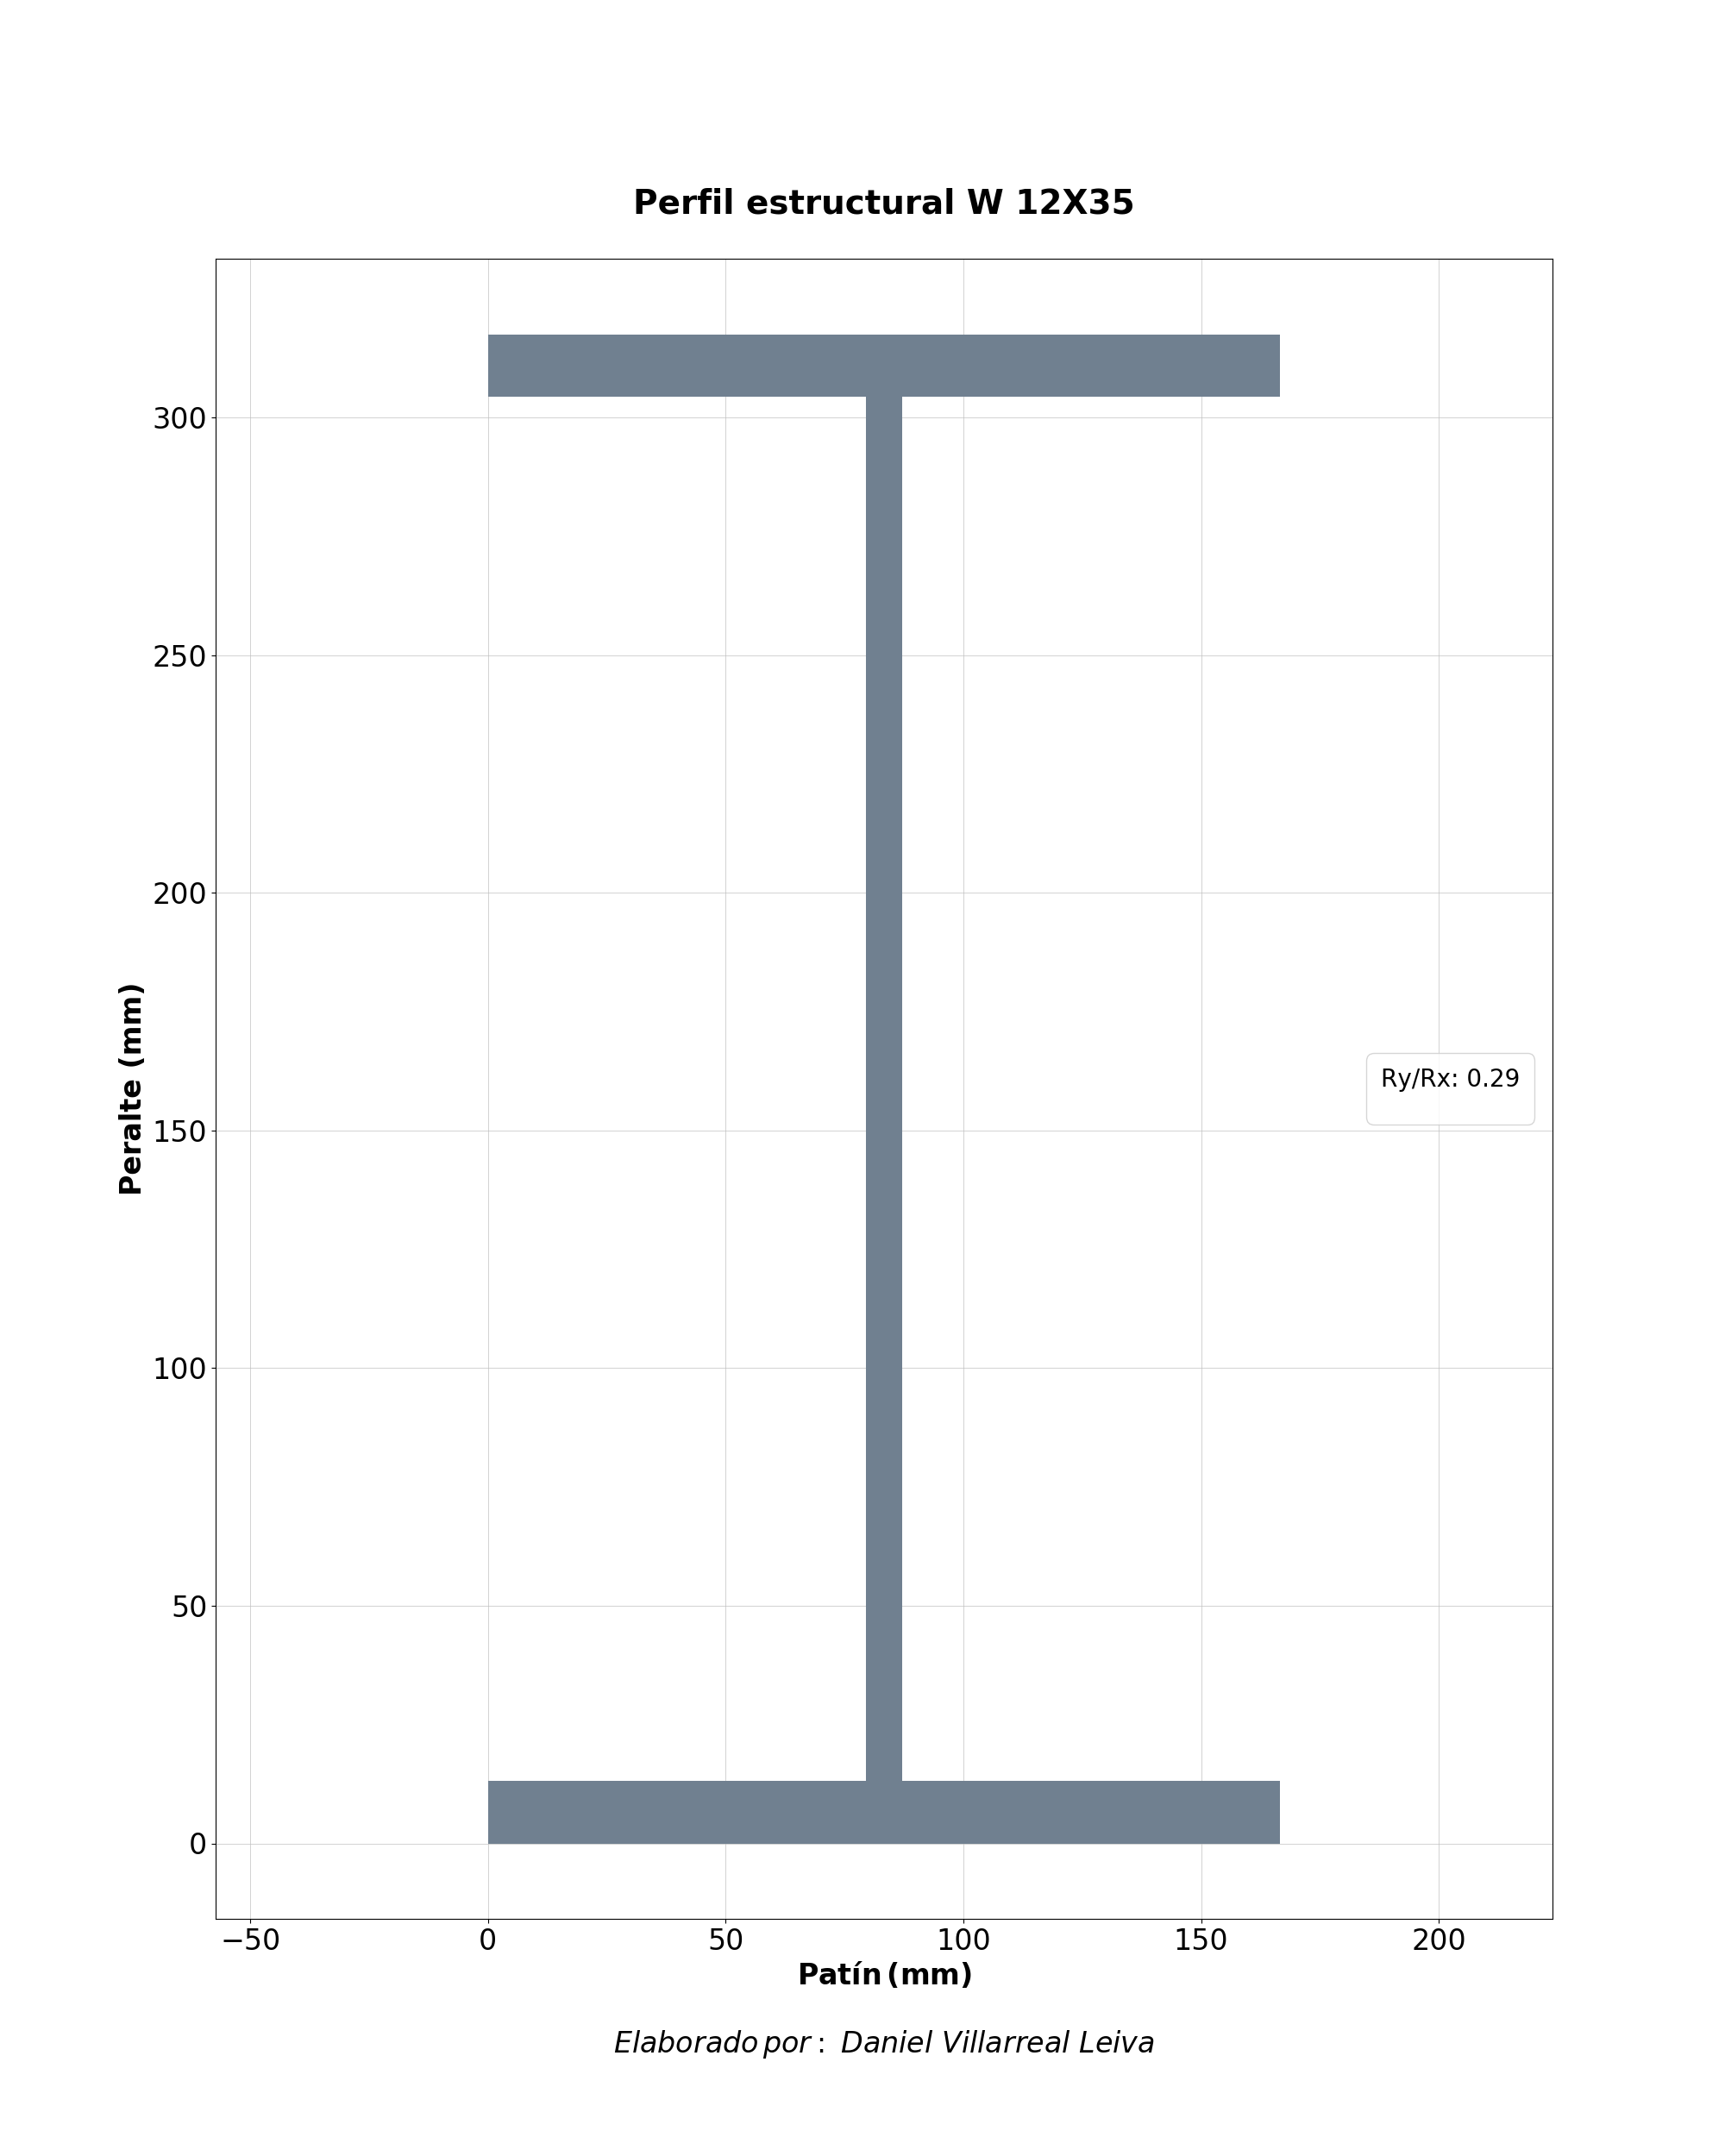 Perfil estructural W 12X35
300
250
200
150
100
50
0
Peralte (mm)
Ry/Rx: 0.29
−50 0 50 100 150 200
Patín (mm)
Elaborado por: Daniel Villarreal Leiva